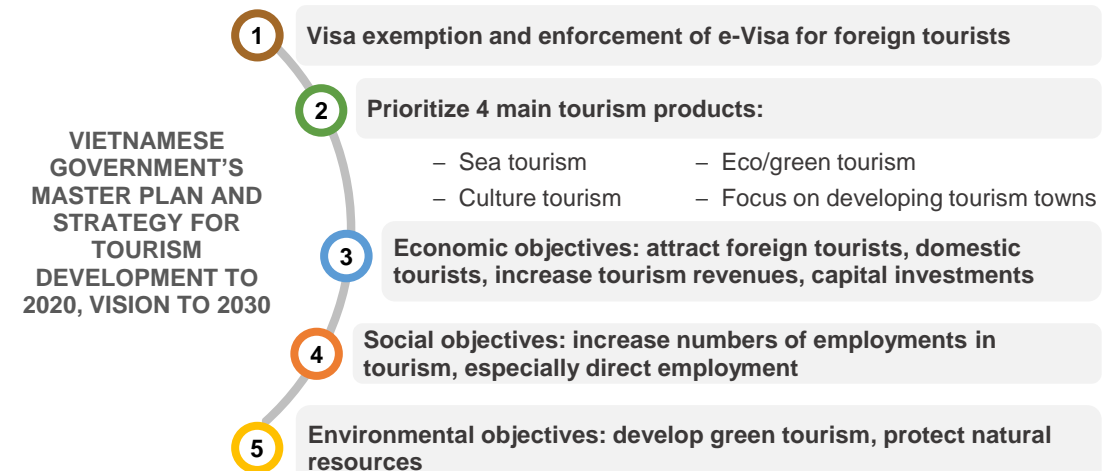 VIETNAMESE
GOVERNMENT'S
MASTER PLAN AND
STRATEGY FOR
TOURISM
DEVELOPMENT TO
2020, VISION TO 2030
1
Visa exemption and enforcement of e-Visa for foreign tourists
2
Prioritize 4 main tourism products:
– Sea tourism
– Eco/green tourism
– Culture tourism
– Focus on developing tourism towns
3
Economic objectives: attract foreign tourists, domestic
tourists, increase tourism revenues, capital investments
4
Social objectives: increase numbers of employments in
tourism, especially direct employment
5
Environmental objectives: develop green tourism, protect natural
resources